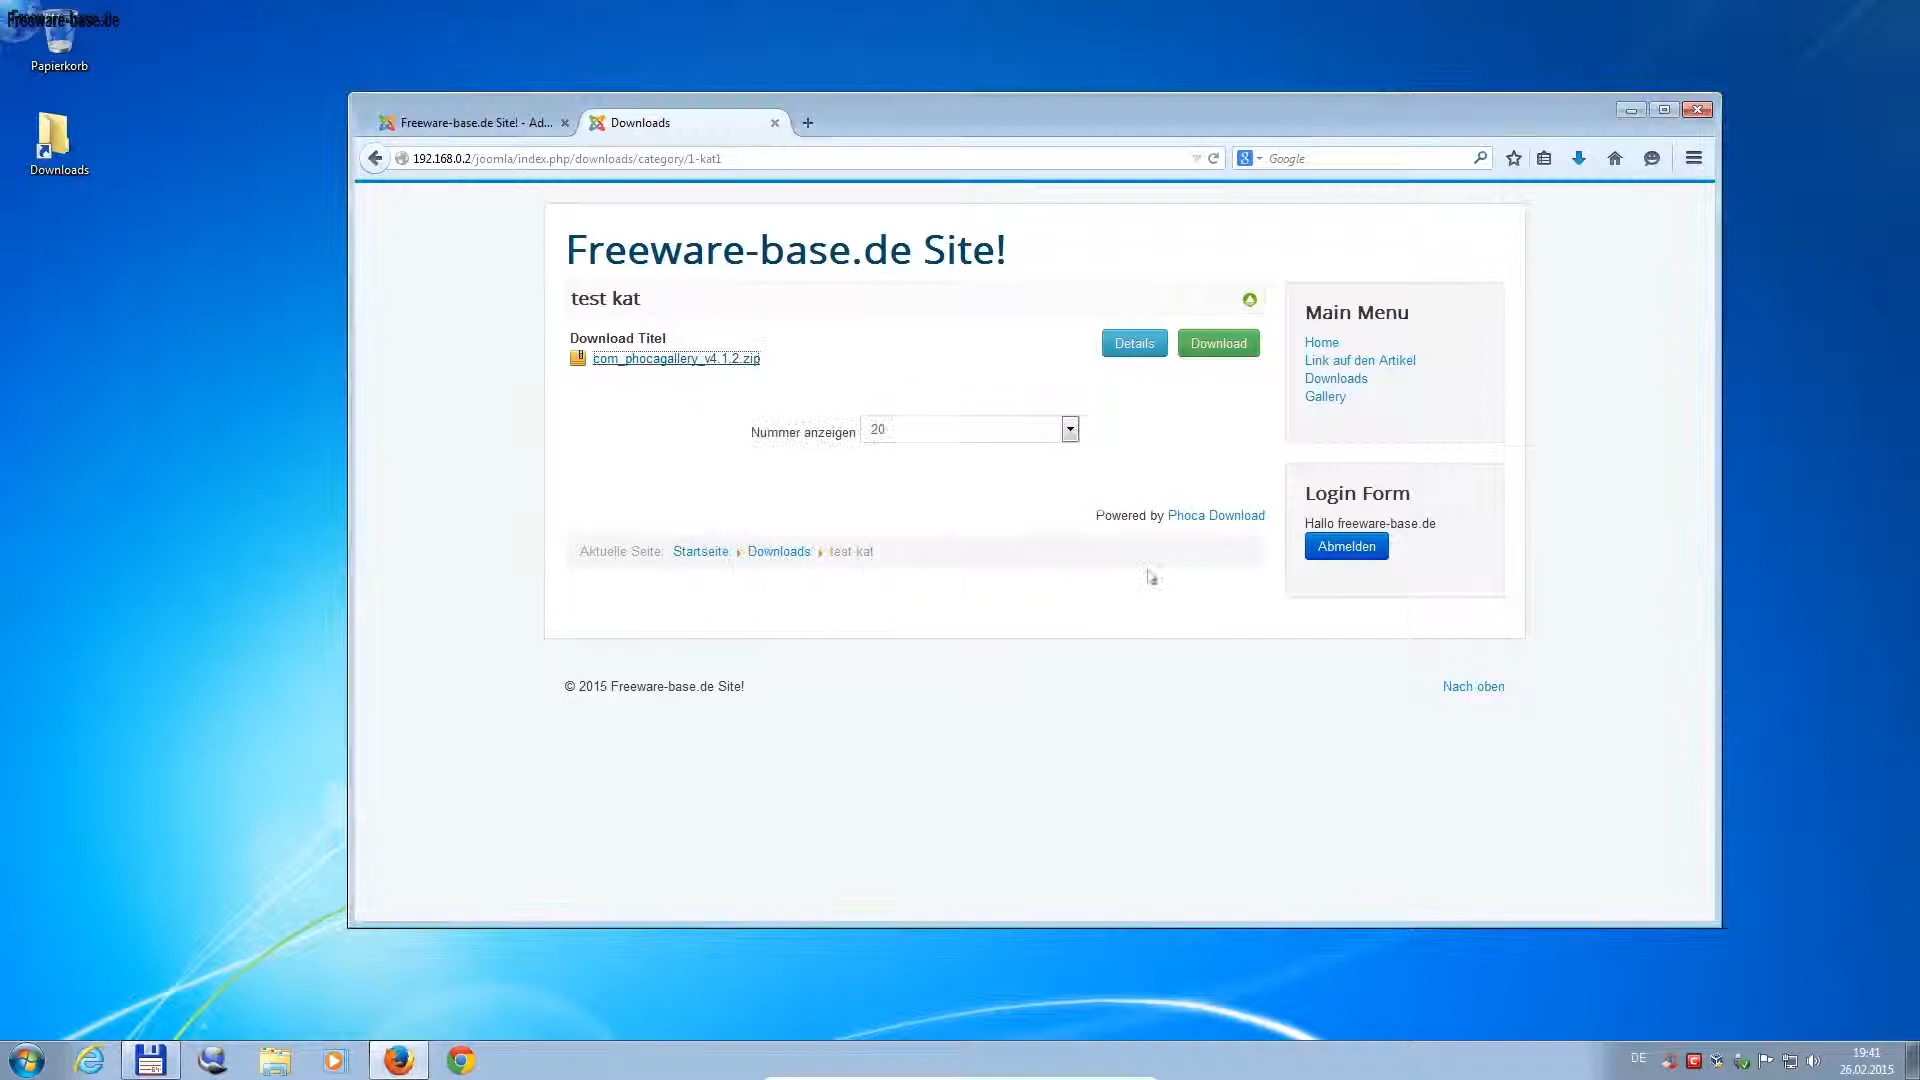 Freeware-base.de
Papierkorb
Downloads
Freeware-base.de Site! - Ad...
Downloads
192.168.0.2/joomla/index.php/downloads/category/1-kat1
Google
Freeware-base.de Site!
test kat
Download Titel
com_phocagallery_v4.1.2.zip
Details
Download
Nummer anzeigen
20
Powered by Phoca Download
Aktuelle Seite:
Startseite
Downloads
test kat
Main Menu
Home
Link auf den Artikel
Downloads
Gallery
Login Form
Hallo freeware-base.de
Abmelden
© 2015 Freeware-base.de Site!
Nach oben
DE
19:41
26.02.2015